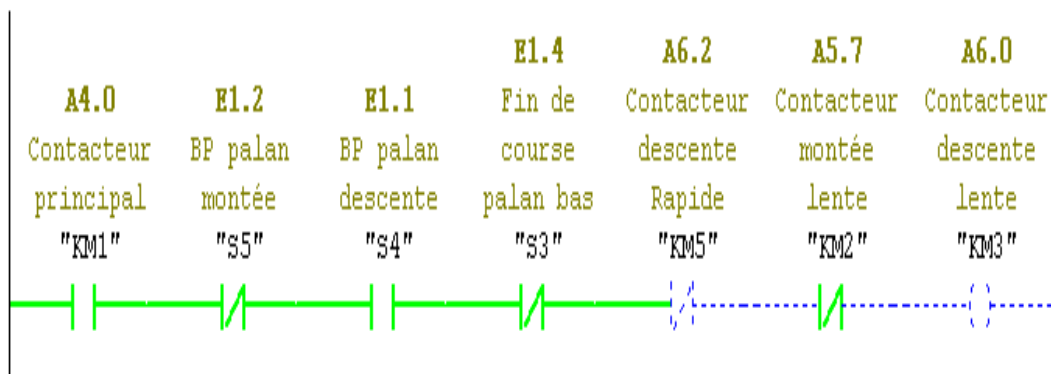 A4.0
Contacteur
principal
"KM1"
E1.2
BP palan
montée
"S5"
E1.1
BP palan
descente
"S4"
E1.4
Fin de
course
palan bas
"S3"
A6.2
Contacteur
descente
Rapide
"KM5"
A5.7
Contacteur
montée
lente
"KM2"
A6.0
Contacteur
descente
lente
"KM3"